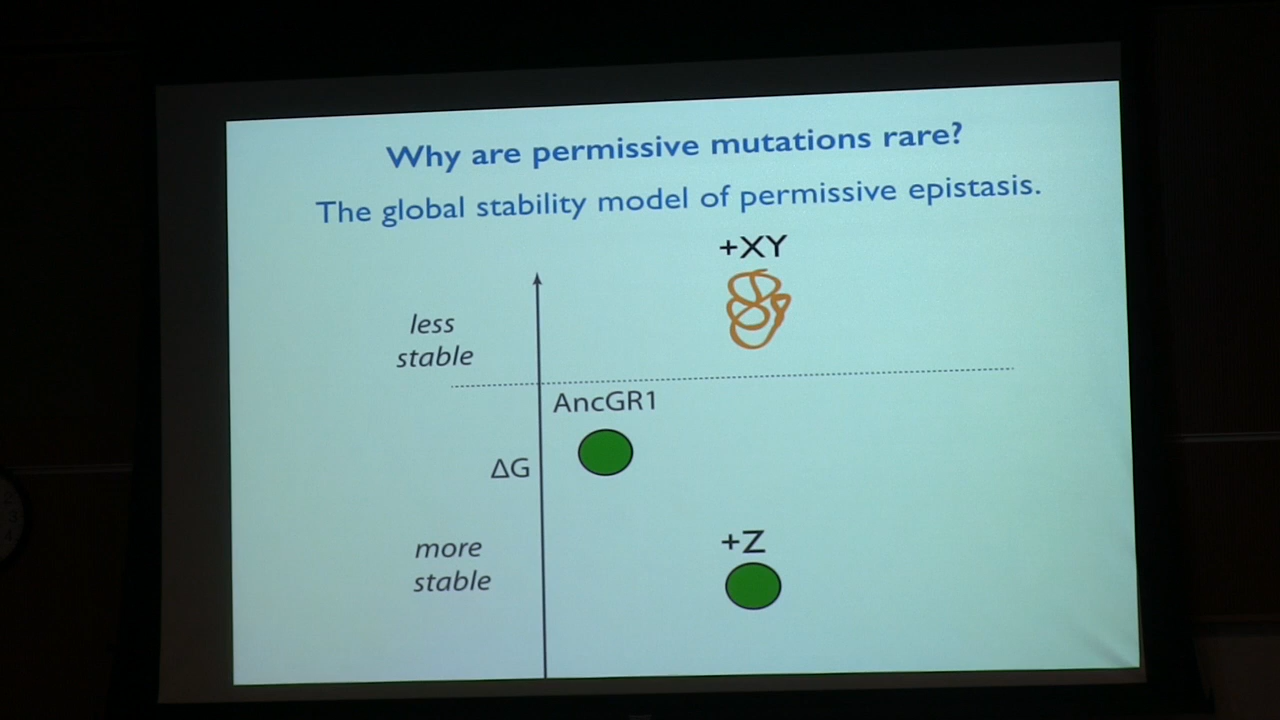 Why are permissive mutations rare?
The global stability model of permissive epistasis.
+XY
less
stable
AncGR1
ΔG
+Z
more
stable